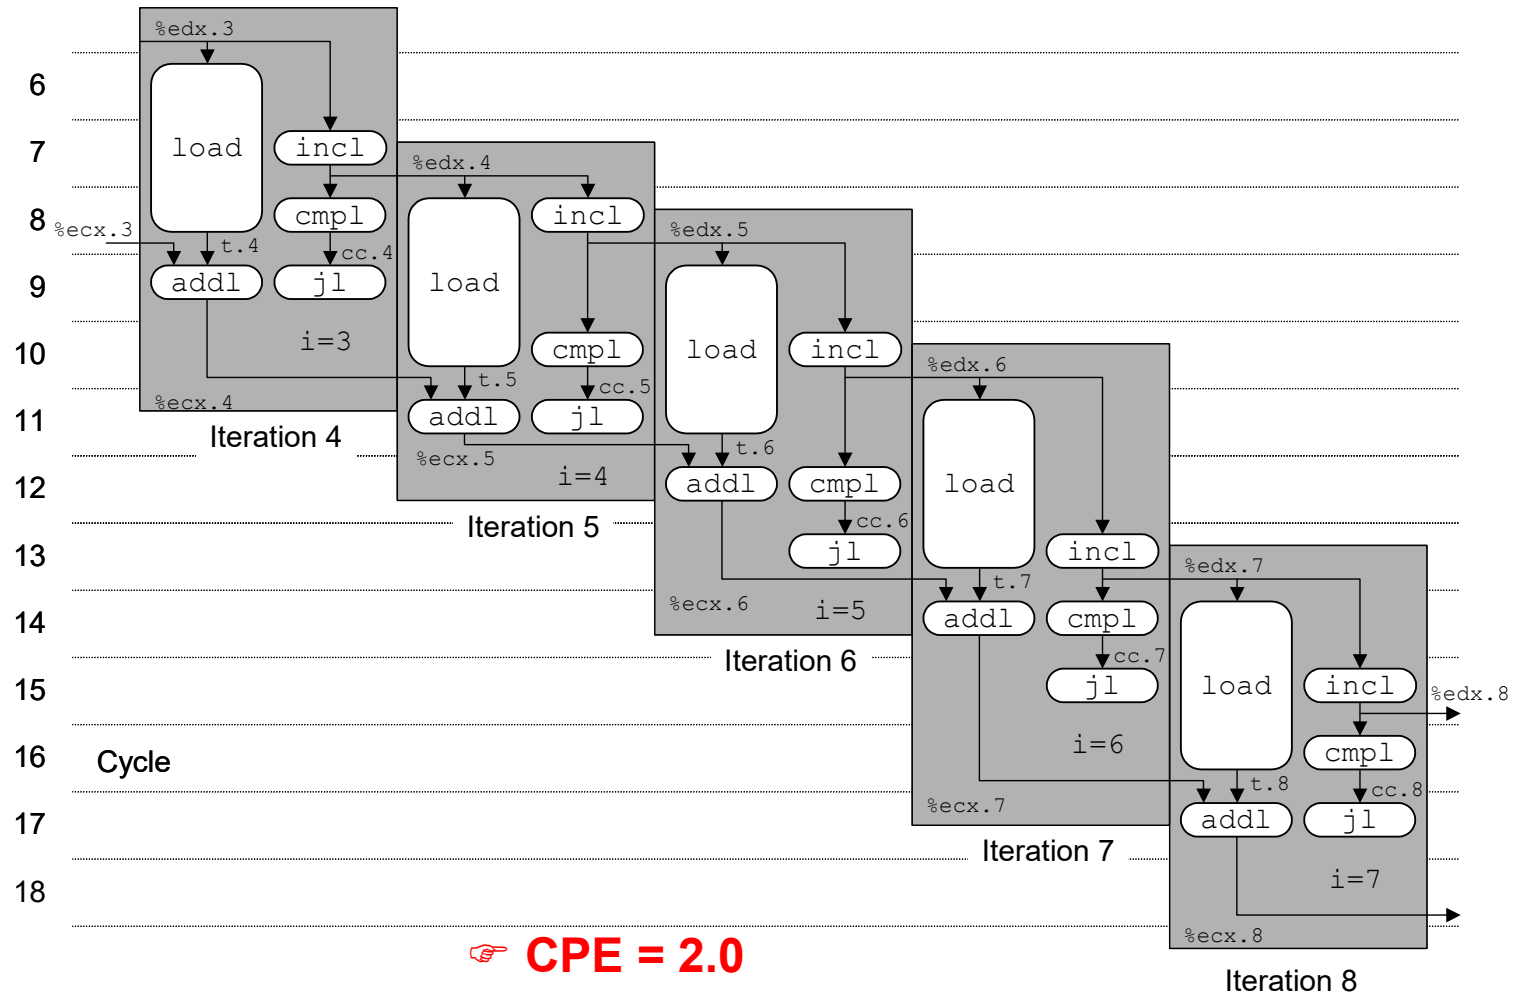 %edx.3
6
load
7
incl
%edx.4
8
%ecx.3
cmpl
incl
%edx.5
t.4
cc.4
9
addl
jl
load
i=3
10
cmpl
load
incl
%edx.6
t.5
cc.5
%ecx.4
11
addl
jl
Iteration 4
%ecx.5
i=4
t.6
12
addl
cmpl
load
Iteration 5
cc.6
13
jl
incl
%edx.7
t.7
%ecx.6
i=5
14
addl
cmpl
Iteration 6
cc.7
15
jl
load
incl
%edx.8
i=6
16
Cycle
cmpl
t.8
cc.8
%ecx.7
17
addl
jl
Iteration 7
i=7
18
%ecx.8
☞ CPE = 2.0
Iteration 8